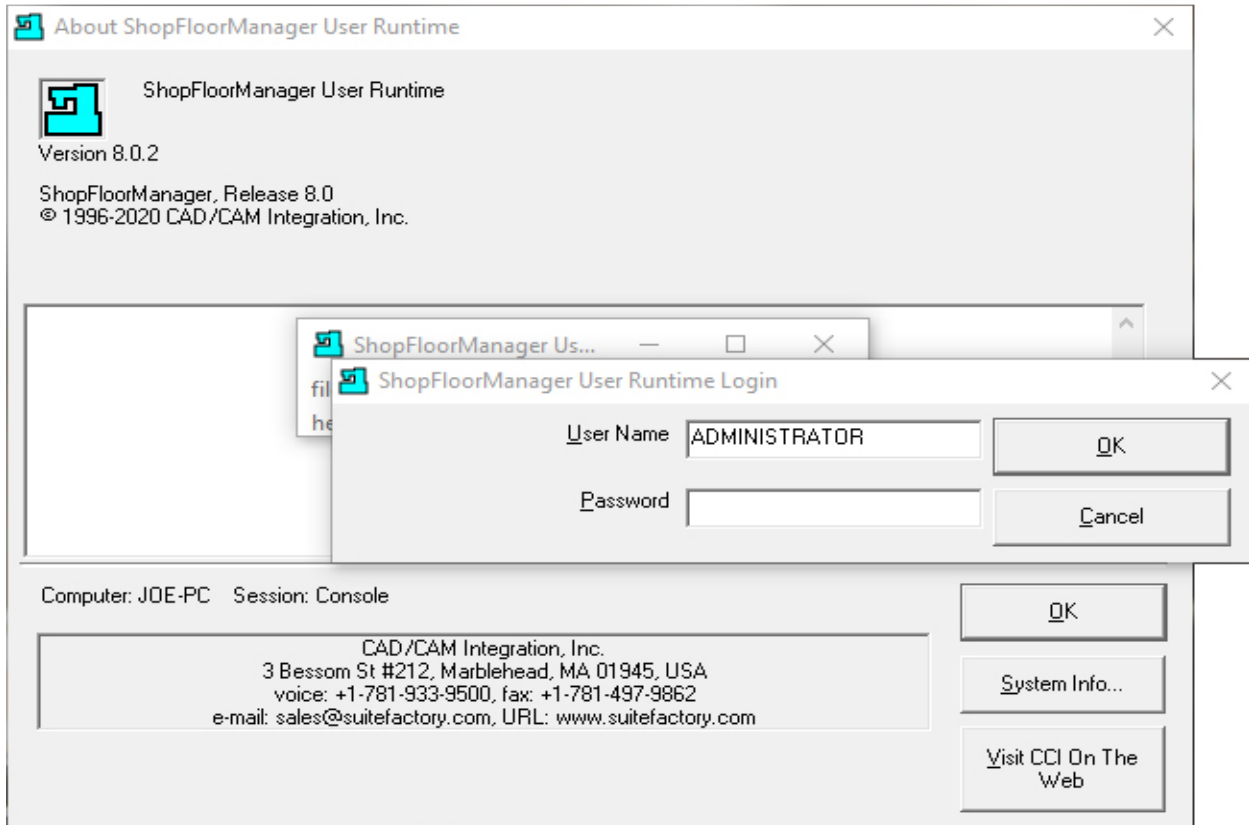 About ShopFloorManager User Runtime
ShopFloorManager User Runtime
Version 8.0.2
ShopFloorManager, Release 8.0
© 1996-2020 CAD/CAM Integration, Inc.
ShopFloorManager Us...
fil
he
ShopFloorManager User Runtime Login
User Name
ADMINISTRATOR
OK
Password
Cancel
Computer: JOE-PC Session: Console
OK
CAD/CAM Integration, Inc.
3 Bessom St #212, Marblehead, MA 01945, USA
voice: +1-781-933-9500, fax: +1-781-497-9862
e-mail: sales@suitefactory.com, URL: www.suitefactory.com
System Info...
Visit CCI On The
Web